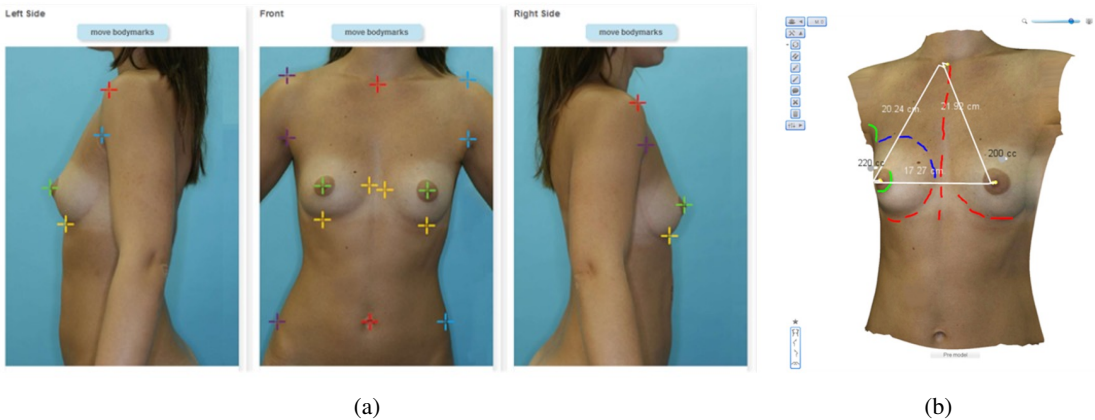 Left Side
Front
Right Side
move bodymarks
move bodymarks
move bodymarks
20.24 cm
21.92 cm
220 cc
200 cc
17.27 cm
Pre model
(a)
(b)